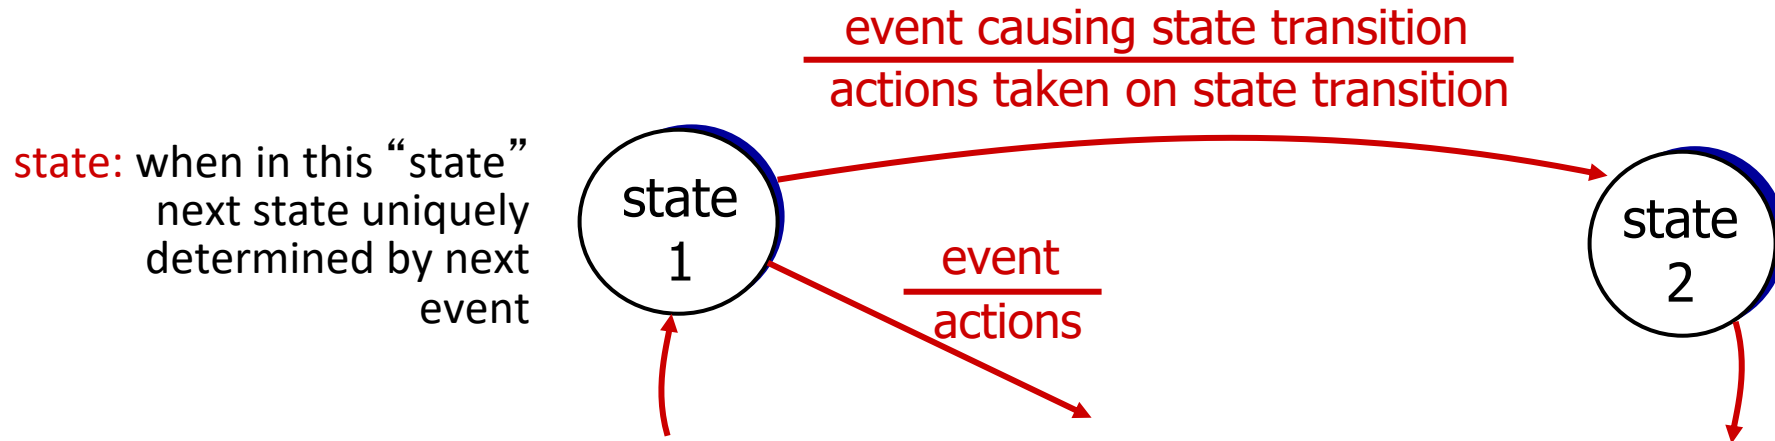 event causing state transition
actions taken on state transition
state: when in this “state”
next state uniquely
determined by next
event
state
1
event
actions
state
2